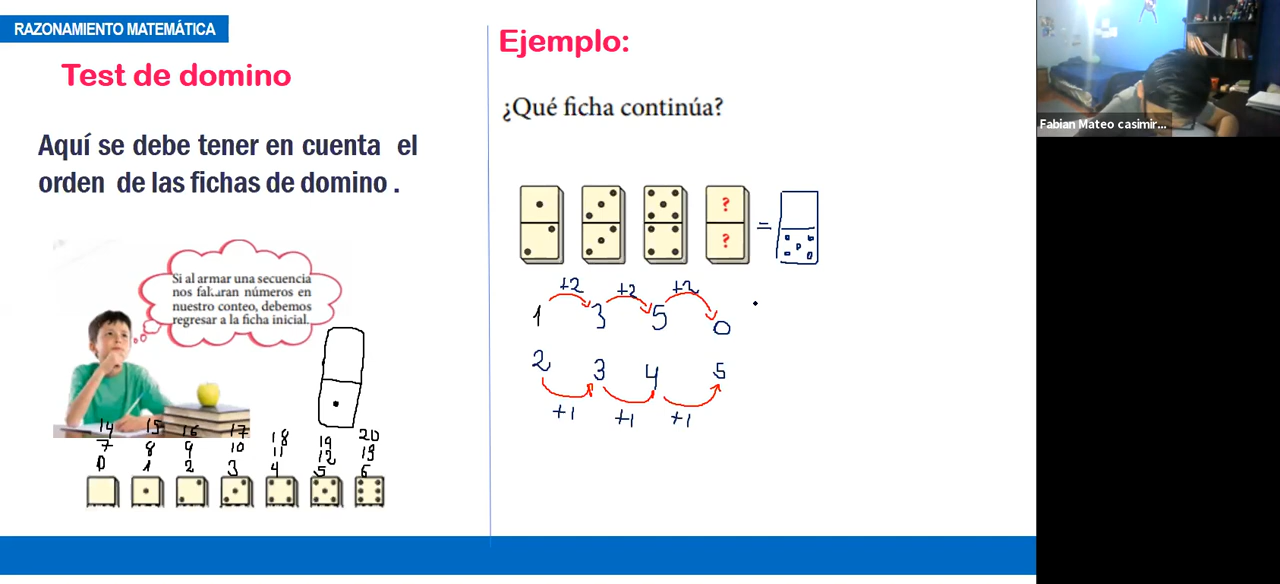 RAZONAMIENTO MATEMÁTICA
Test de domino
Aquí se debe tener en cuenta el
orden de las fichas de domino .
Si al armar una secuencia
nos faltaran números en
nuestro conteo, debemos
regresar a la ficha inicial.
14 15 16 17 18 19 20
7 8 9 10 11 12 13
0 1 2 3 4 5 6
Ejemplo:
¿Qué ficha continúa?
? =
?
+2 +2 +2
1 3 5 0
2 3 4 5
+1 +1 +1
Fabian Mateo casimir...